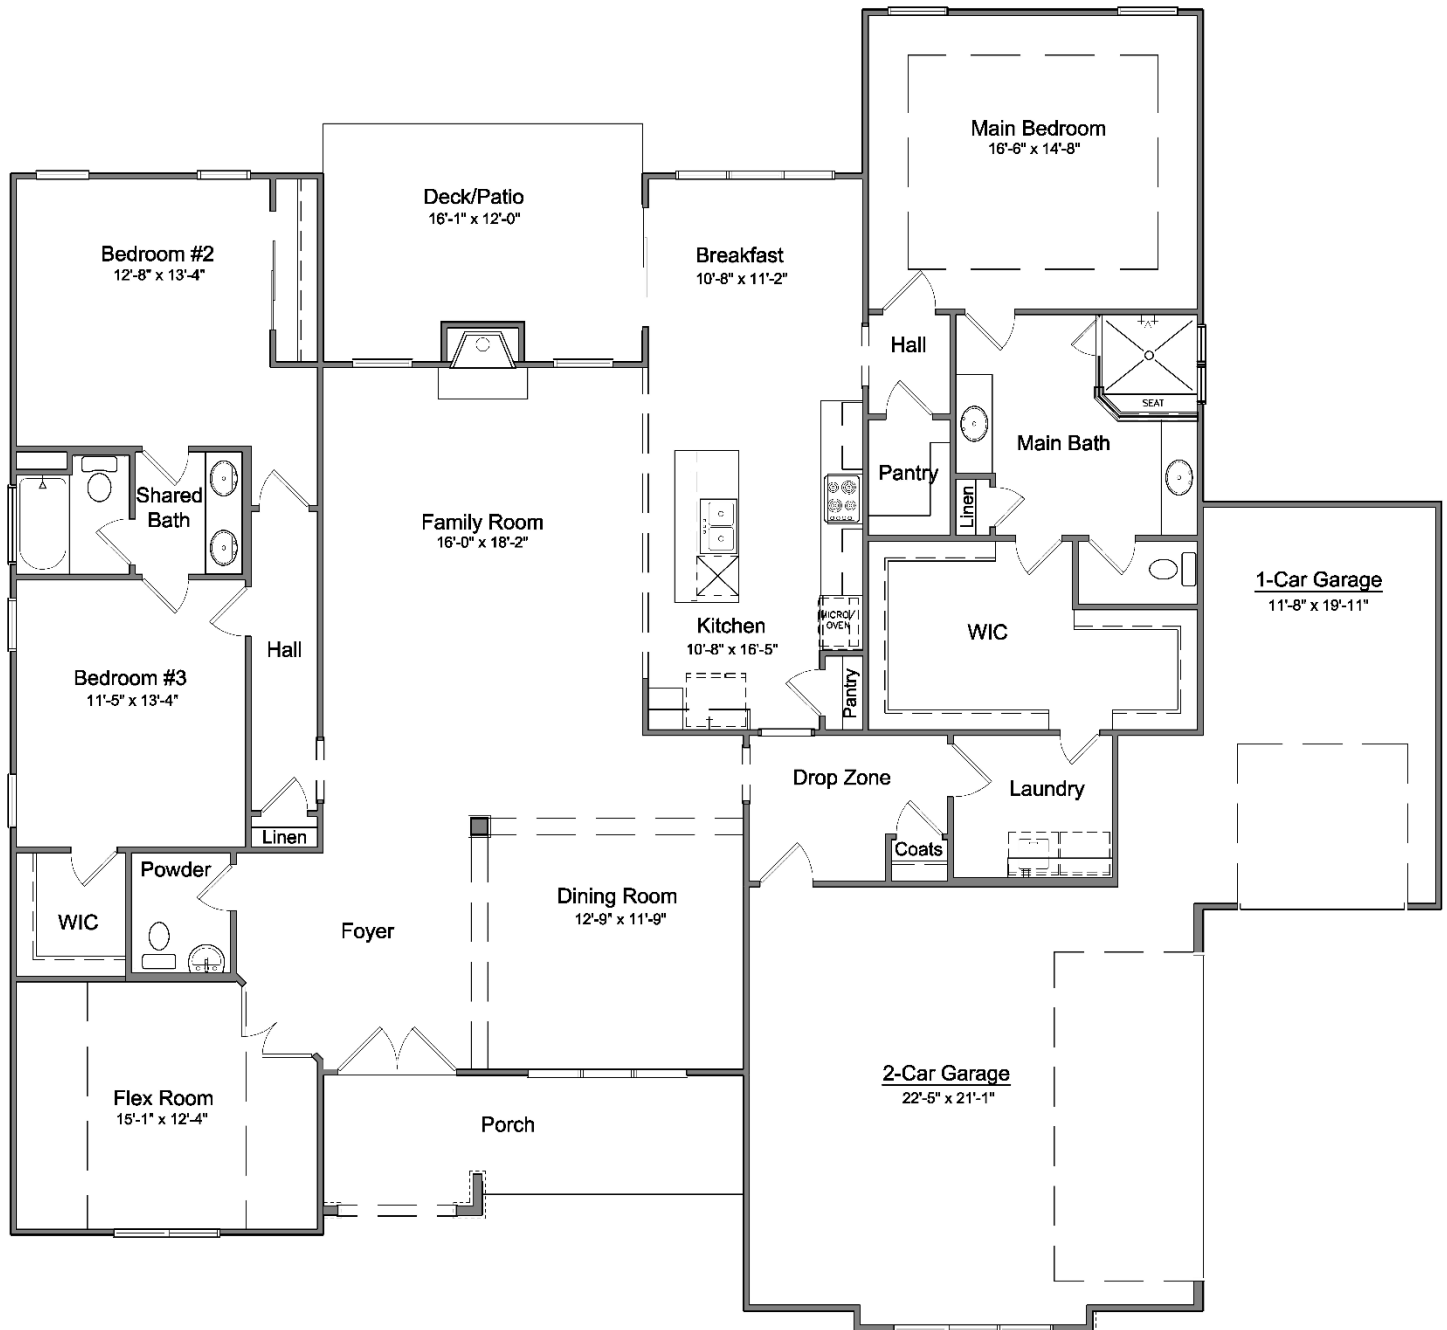 Main Bedroom
16'-6" x 14'-8"
Deck/Patio
16'-1" x 12'-0"
Bedroom #2
12'-8" x 13'-4"
Breakfast
10'-8" x 11'-2"
Hall
SEAT
Main Bath
Pantry
Linen
Shared
Bath
Family Room
16'-0" x 18'-2"
1-Car Garage
11'-8" x 19'-11"
MICRO/
OVEN
Kitchen
10'-8" x 16'-5"
WIC
Hall
Bedroom #3
11'-5" x 13'-4"
Pantry
Drop Zone
Laundry
Linen
Coats
Powder
WIC
Dining Room
12'-9" x 11'-9"
Foyer
Flex Room
15'-1" x 12'-4"
2-Car Garage
22'-5" x 21'-1"
Porch